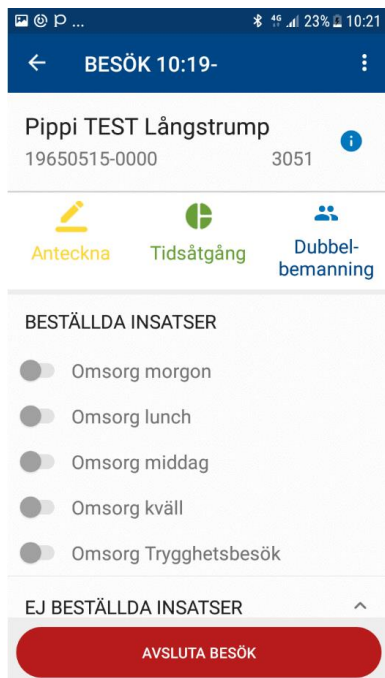 ... 4G 23% 10:21
BESÖK 10:19-
Pippi TEST Långstrump
19650515-0000 3051
Anteckna Tidsåtgång Dubbel-
bemanning
BESTÄLLDA INSATSER
Omsorg morgon
Omsorg lunch
Omsorg middag
Omsorg kväll
Omsorg Trygghetsbesök
EJ BESTÄLLDA INSATSER
AVSLUTA BESÖK